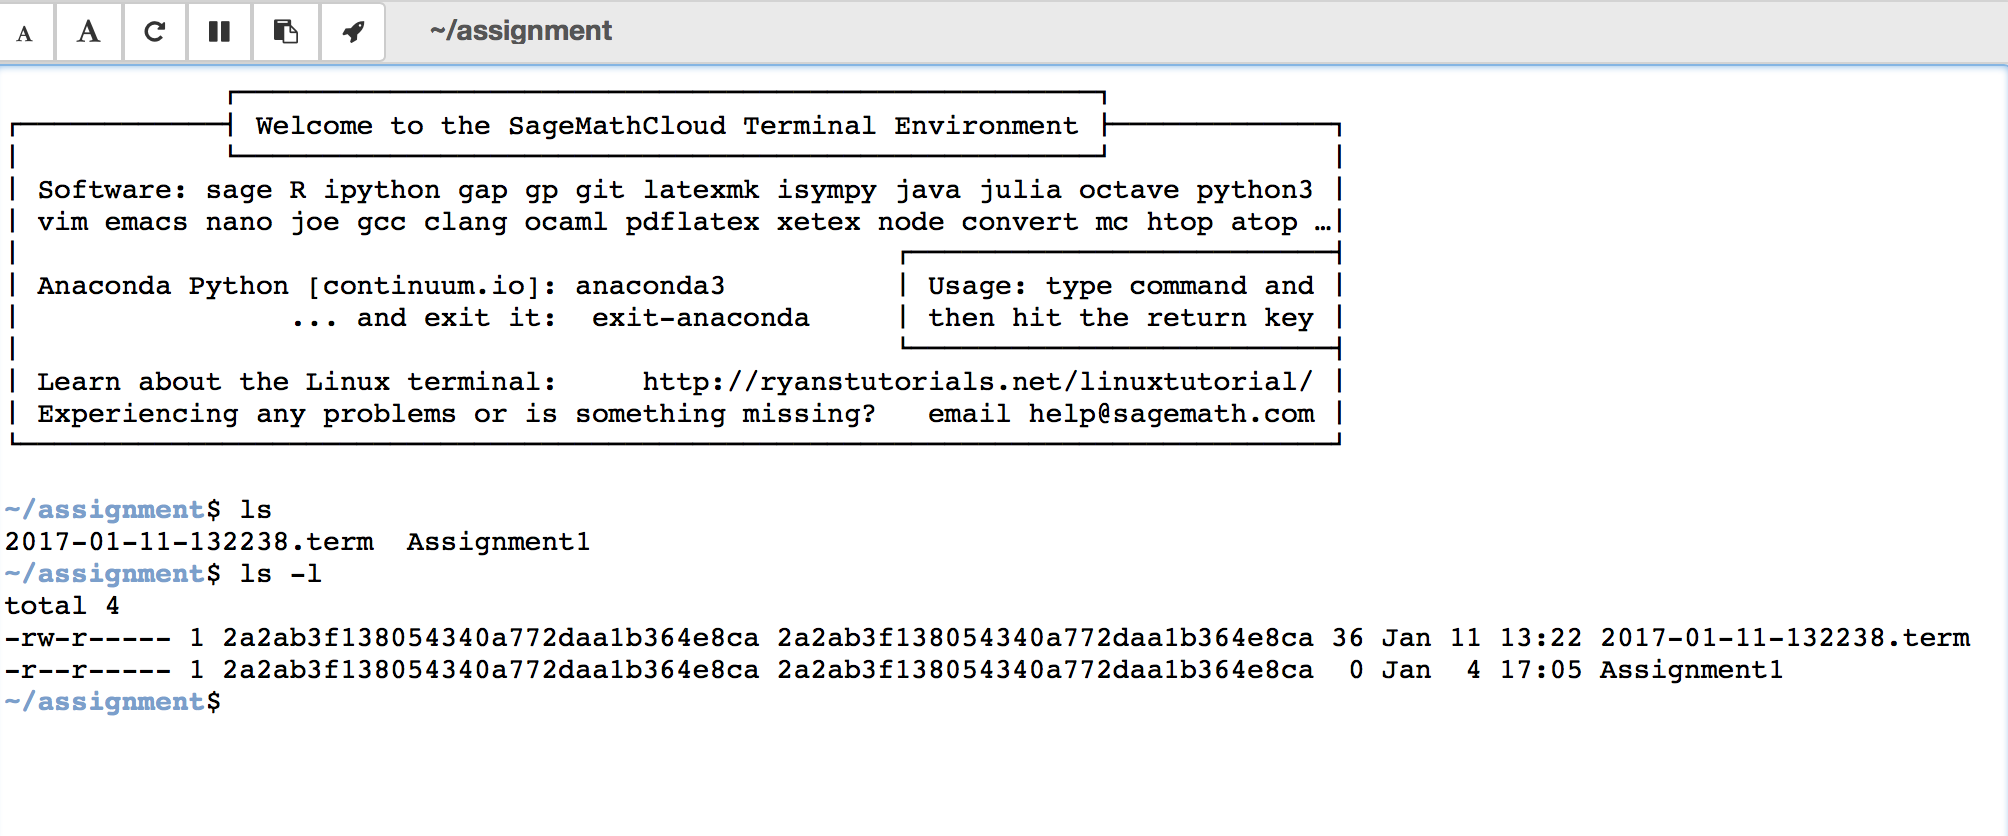 A A ~/assignment
Welcome to the SageMathCloud Terminal Environment
Software: sage R ipython gap gp git latexmk isympy java julia octave python3
vim emacs nano joe gcc clang ocaml pdflatex xetex node convert mc htop atop …
Anaconda Python [continuum.io]: anaconda3 Usage: type command and
... and exit it: exit-anaconda then hit the return key
Learn about the Linux terminal: http://ryanstutorials.net/linuxtutorial/
Experiencing any problems or is something missing? email help@sagemath.com
~/assignment$ ls
2017-01-11-132238.term Assignment1
~/assignment$ ls -l
total 4
-rw-r----- 1 2a2ab3f138054340a772daa1b364e8ca 2a2ab3f138054340a772daa1b364e8ca 36 Jan 11 13:22 2017-01-11-132238.term
-r--r----- 1 2a2ab3f138054340a772daa1b364e8ca 2a2ab3f138054340a772daa1b364e8ca 0 Jan 4 17:05 Assignment1
~/assignment$